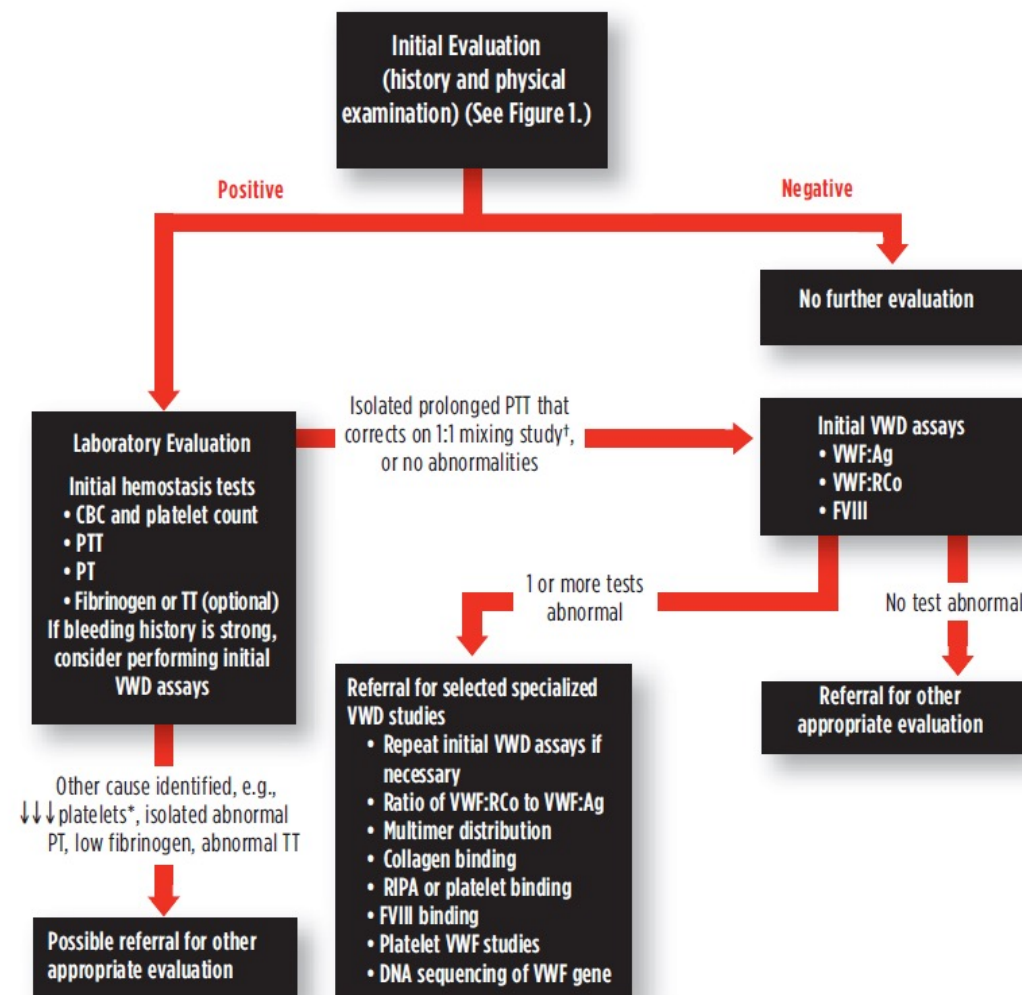 Initial Evaluation
(history and physical
examination) (See Figure 1.)
Positive
Negative
No further evaluation
Laboratory Evaluation
Initial hemostasis tests
• CBC and platelet count
• PTT
• PT
• Fibrinogen or TT (optional)
If bleeding history is strong,
consider performing initial
VWD assays
Isolated prolonged PTT that
corrects on 1:1 mixing study†,
or no abnormalities
Initial VWD assays
• VWF:Ag
• VWF:RCo
• FVIII
1 or more tests
abnormal
No test abnormal
Referral for other
appropriate evaluation
Referral for selected specialized
VWD studies
• Repeat initial VWD assays if
necessary
• Ratio of VWF:RCo to VWF:Ag
• Multimer distribution
• Collagen binding
• RIPA or platelet binding
• FVIII binding
• Platelet VWF studies
• DNA sequencing of VWF gene
Other cause identified, e.g.,
↓↓↓platelets*, isolated abnormal
PT, low fibrinogen, abnormal TT
Possible referral for other
appropriate evaluation